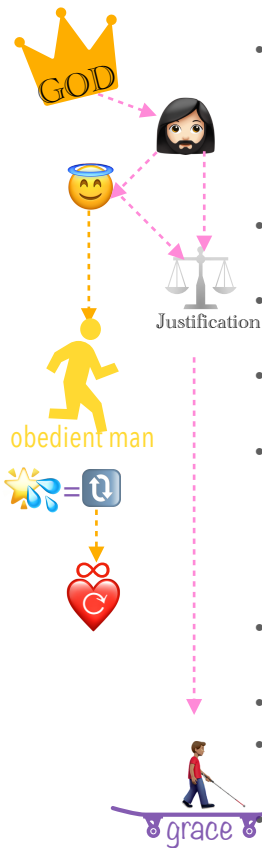 GOD
Justification
obedient man
=
grace